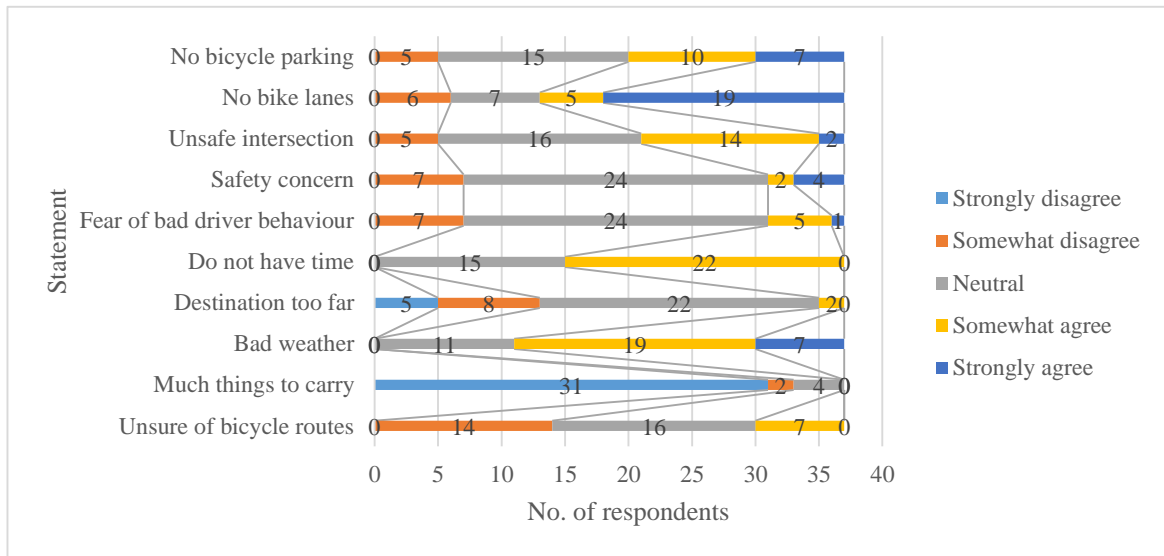 No bicycle parking 0 5 15 10 7
No bike lanes 0 6 7 5 19
Unsafe intersection 0 5 16 14 2
Safety concern 0 7 24 2 4
Fear of bad driver behaviour 0 7 24 5 1
Do not have time 0 0 15 22 0
Destination too far 5 8 22 2 0
Bad weather 0 0 11 19 7
Much things to carry 31 2 4 0 0
Unsure of bicycle routes 0 14 16 7 0
0 5 10 15 20 25 30 35 40
No. of respondents
Statement
Strongly disagree
Somewhat disagree
Neutral
Somewhat agree
Strongly agree